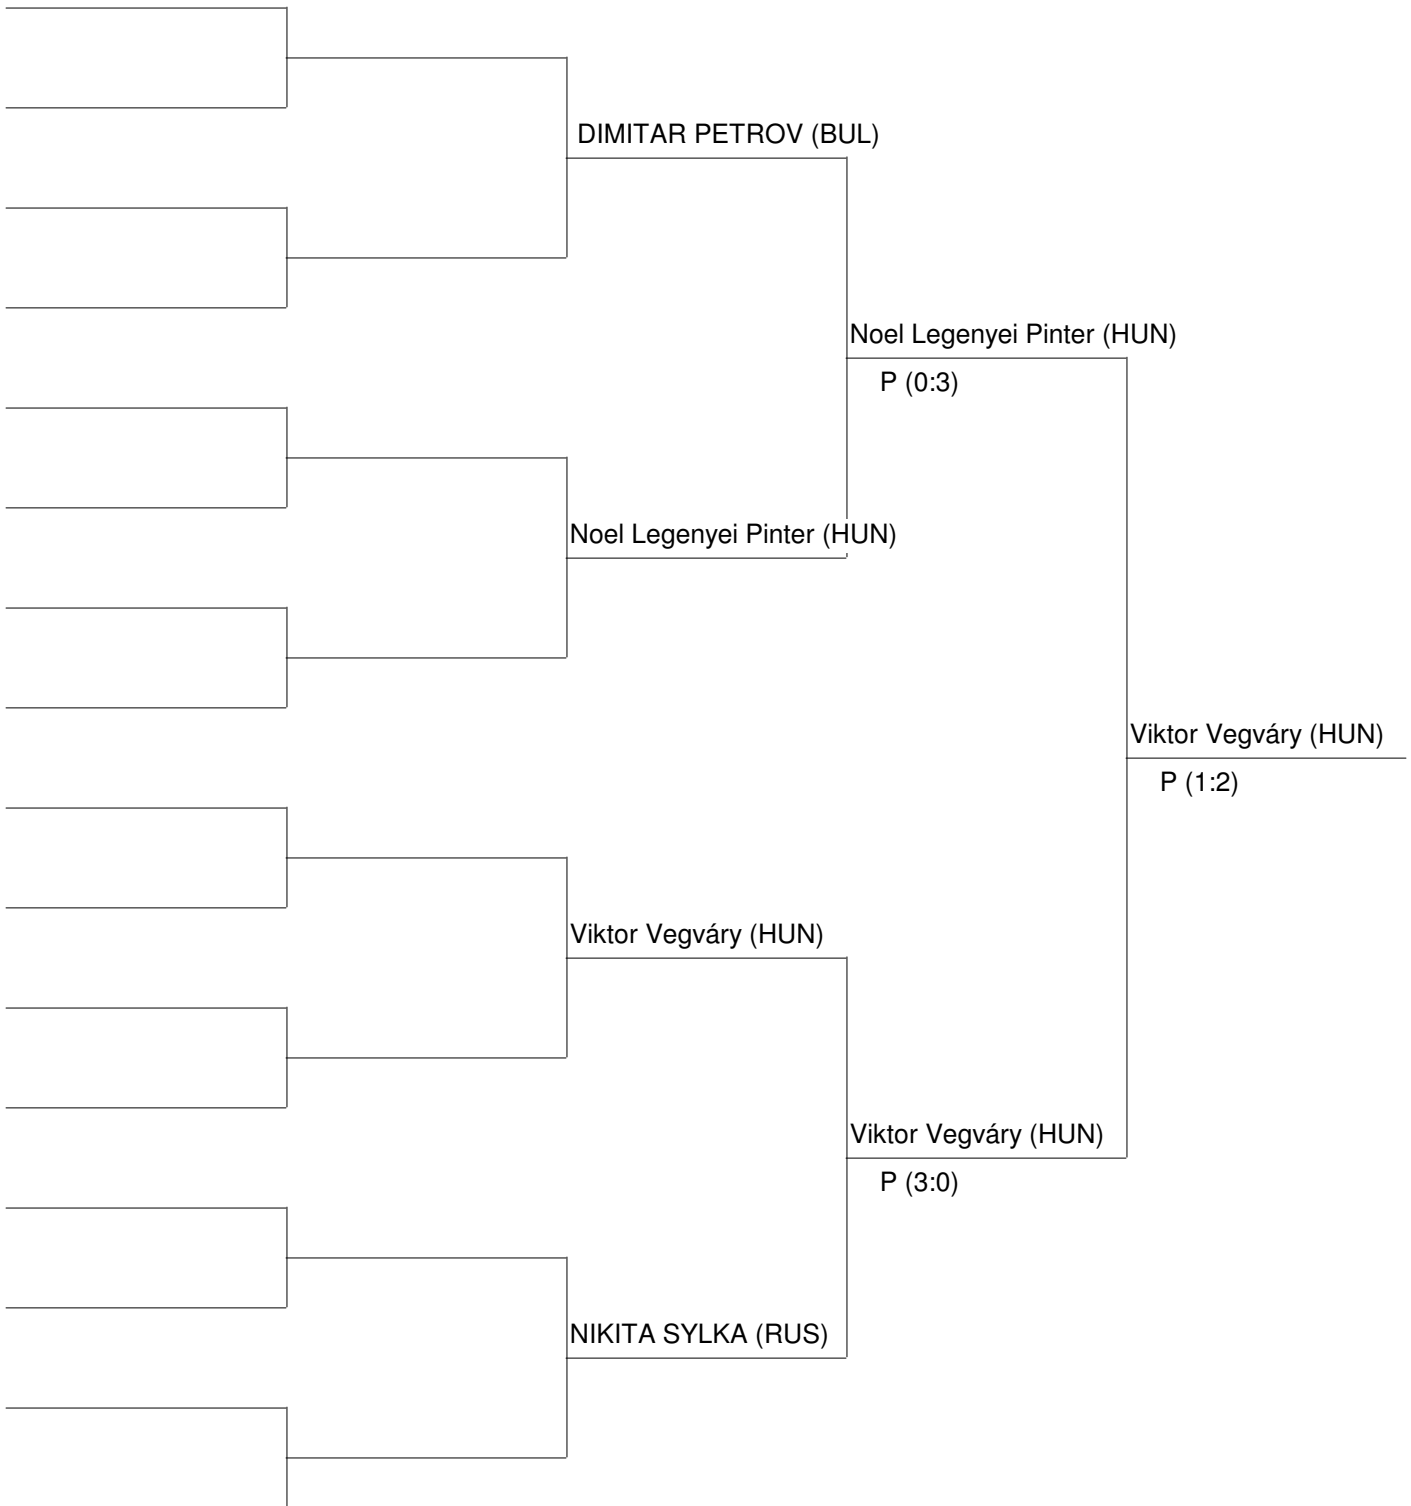 DIMITAR PETROV (BUL)
Noel Legenyei Pinter (HUN)
P (0:3)
Noel Legenyei Pinter (HUN)
Viktor Vegváry (HUN)
P (1:2)
Viktor Vegváry (HUN)
Viktor Vegváry (HUN)
P (3:0)
NIKITA SYLKA (RUS)